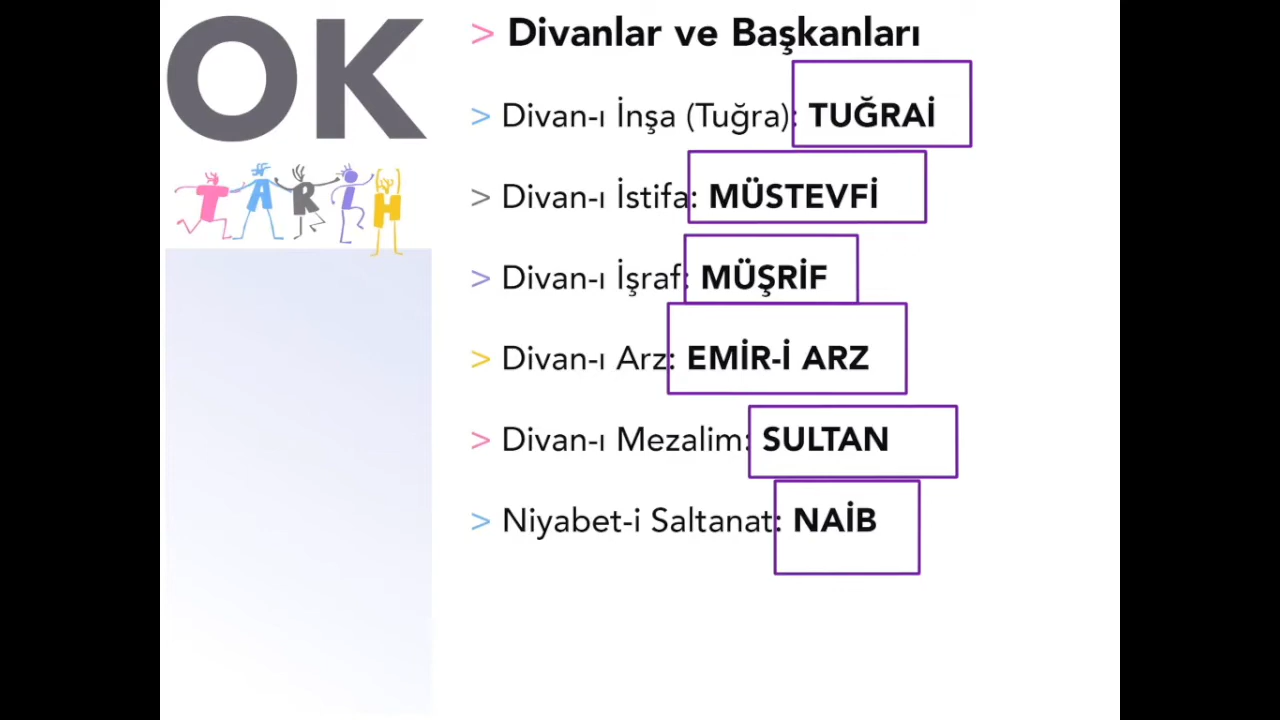 OK
TARİH
> Divanlar ve Başkanları
> Divan-ı İnşa (Tuğra): TUĞRAİ
> Divan-ı İstifa: MÜSTEVFİ
> Divan-ı İşraf: MÜŞRİF
> Divan-ı Arz: EMİR-İ ARZ
> Divan-ı Mezalim: SULTAN
> Niyabet-i Saltanat: NAİB